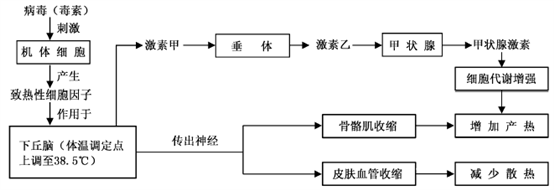 病毒（毒素）
刺激
机体细胞
产生
致热性细胞因子
作用于
下丘脑（体温调定点
上调至38.5℃）
激素甲
垂体
激素乙
甲状腺
甲状腺激素
细胞代谢增强
传出神经
骨骼肌收缩
增加产热
皮肤血管收缩
减少散热